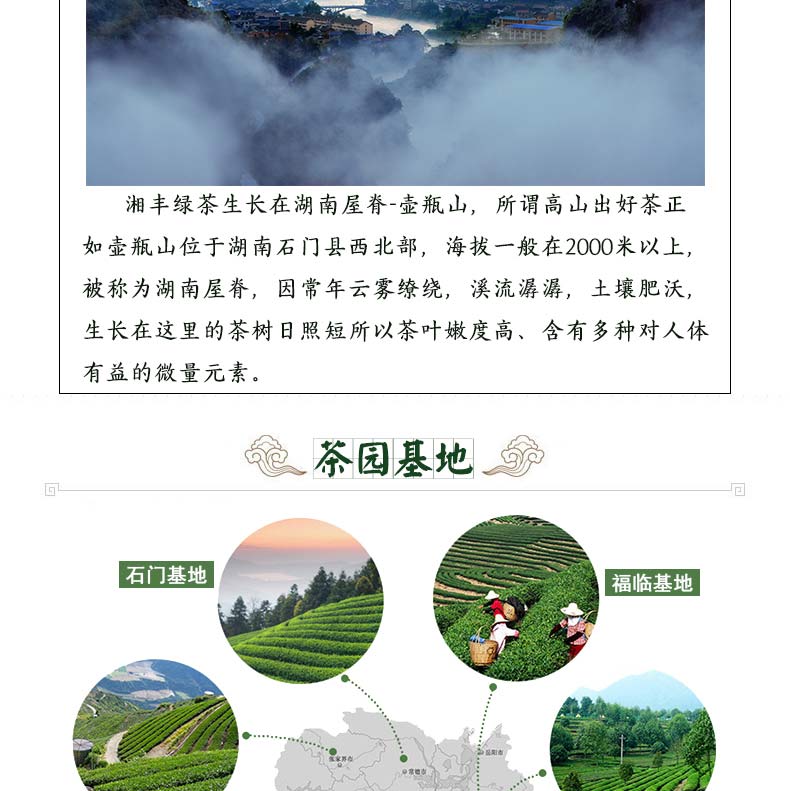 湘丰绿茶生长在湖南屋脊-壶瓶山，所谓高山出好茶正
如壶瓶山位于湖南石门县西北部，海拔一般在2000米以上，
被称为湖南屋脊，因常年云雾缭绕，溪流潺潺，土壤肥沃，
生长在这里的茶树日照短所以茶叶嫩度高、含有多种对人体
有益的微量元素。
茶园基地
石门基地
福临基地
岳阳市
张家界市
常德市